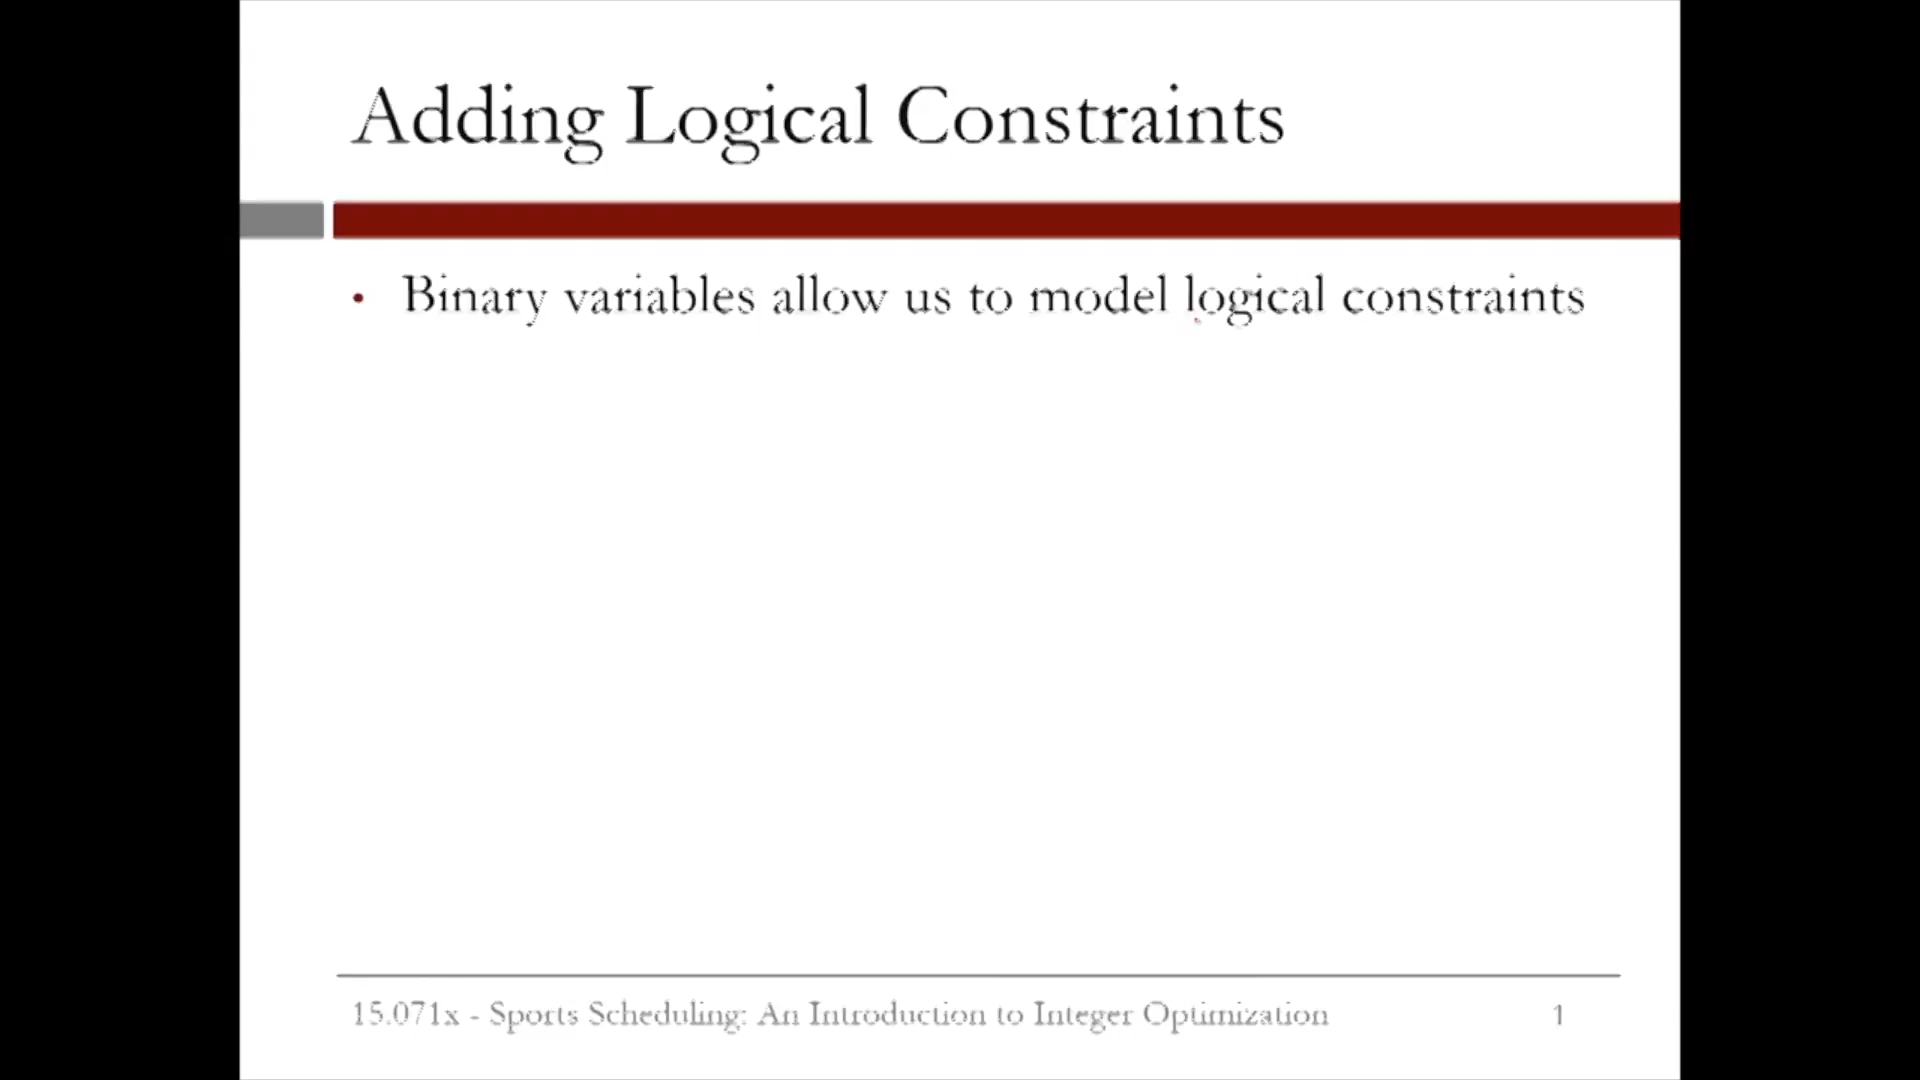 Adding Logical Constraints
• Binary variables allow us to model logical constraints
15.071x - Sports Scheduling: An Introduction to Integer Optimization 1